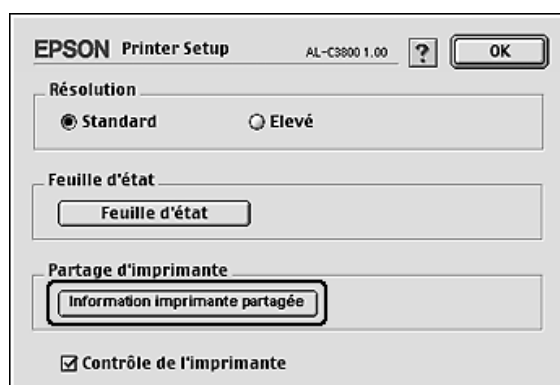 EPSON Printer Setup AL-C3800 1.00 ? OK
Résolution
Standard Elevé
Feuille d'état
Feuille d'état
Partage d'imprimante
Information imprimante partagée
Contrôle de l'imprimante